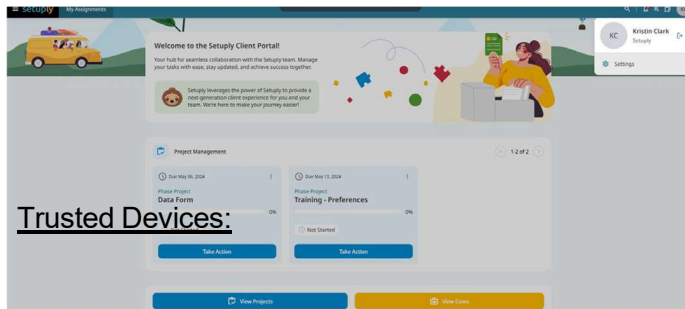 setuply
My Assignments
KC
Kristin Clark
Setuply
Settings
Welcome to the Setuply Client Portal!
Your hub for seamless collaboration with the Setuply team. Manage
your tasks with ease, stay updated, and achieve success together.
Setuply leverages the power of Setuply to provide a
next-generation client experience for you and your
team. We're here to make your journey easier!
Project Management
1-2 of 2
Due May 06, 2024
Phase Project
Data Form
0%
Take Action
Due May 13, 2024
Phase Project
Training - Preferences
0%
Not Started
Take Action
Trusted Devices:
View Projects
View Cases